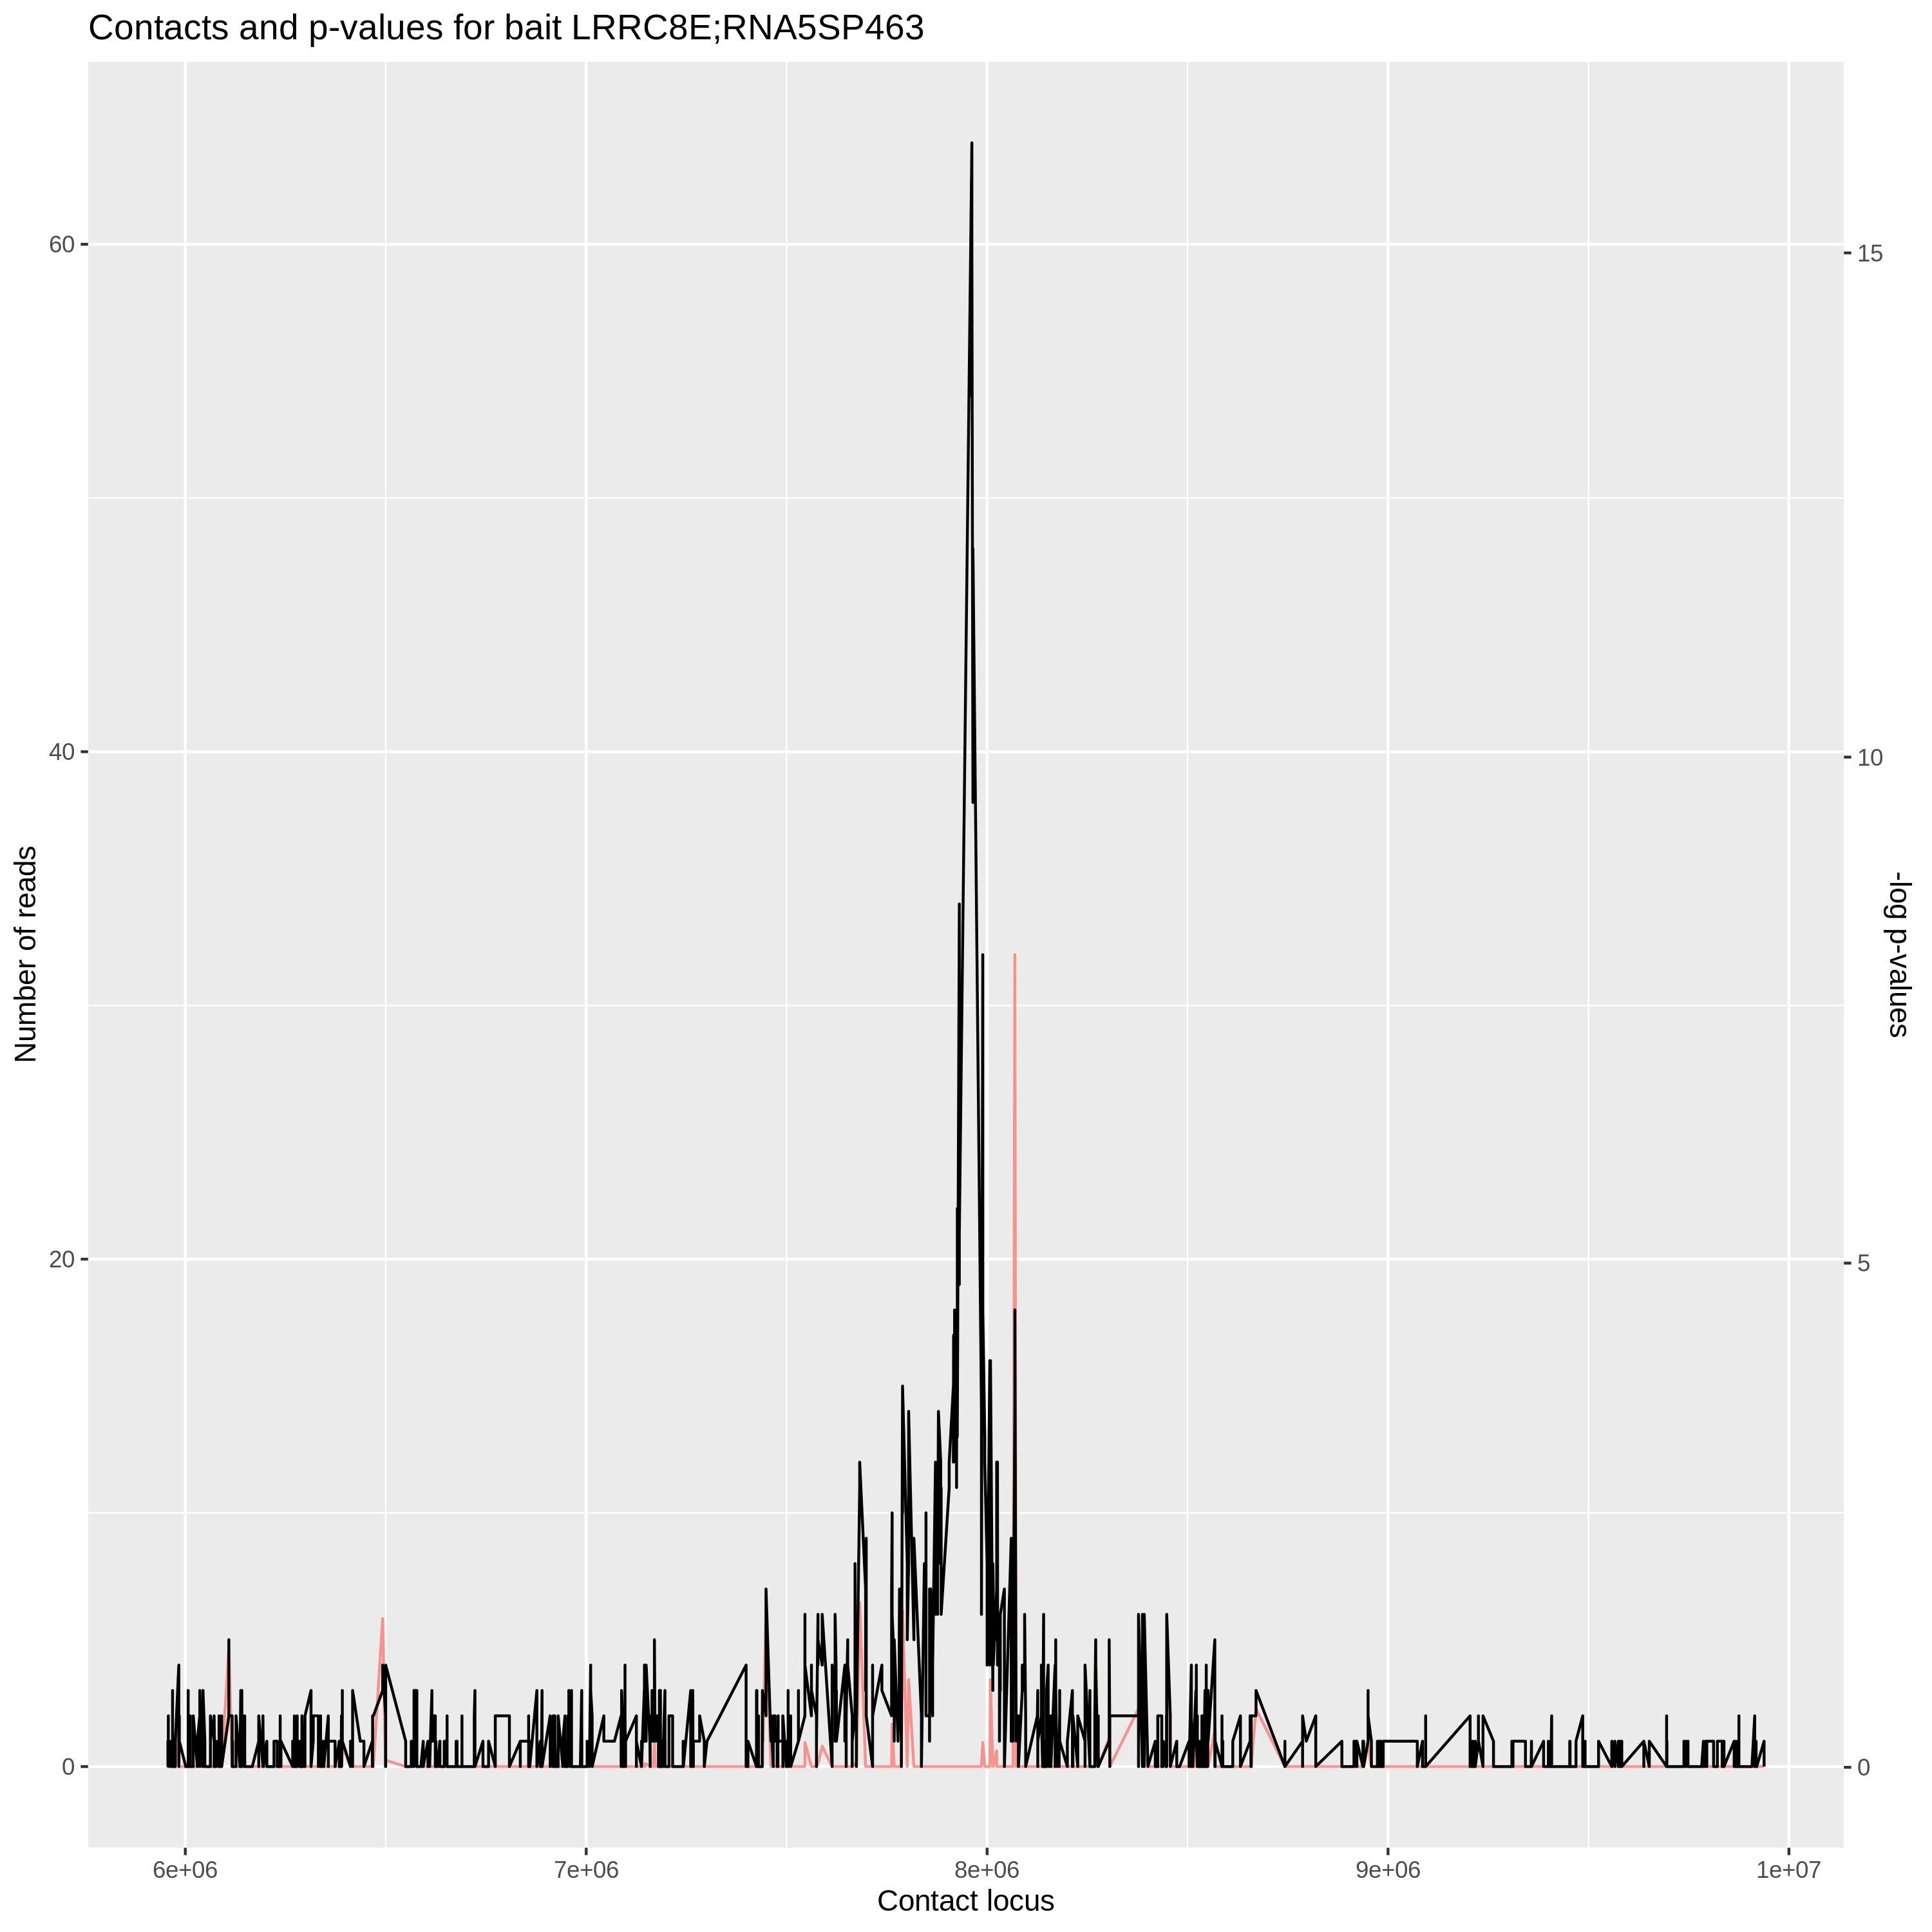 Contacts and p-values for bait LRRC8E;RNA5SP463
60
40
20
0
Number of reads
15
10
5
0
-log p-values
6e+06
7e+06
8e+06
9e+06
1e+07
Contact locus